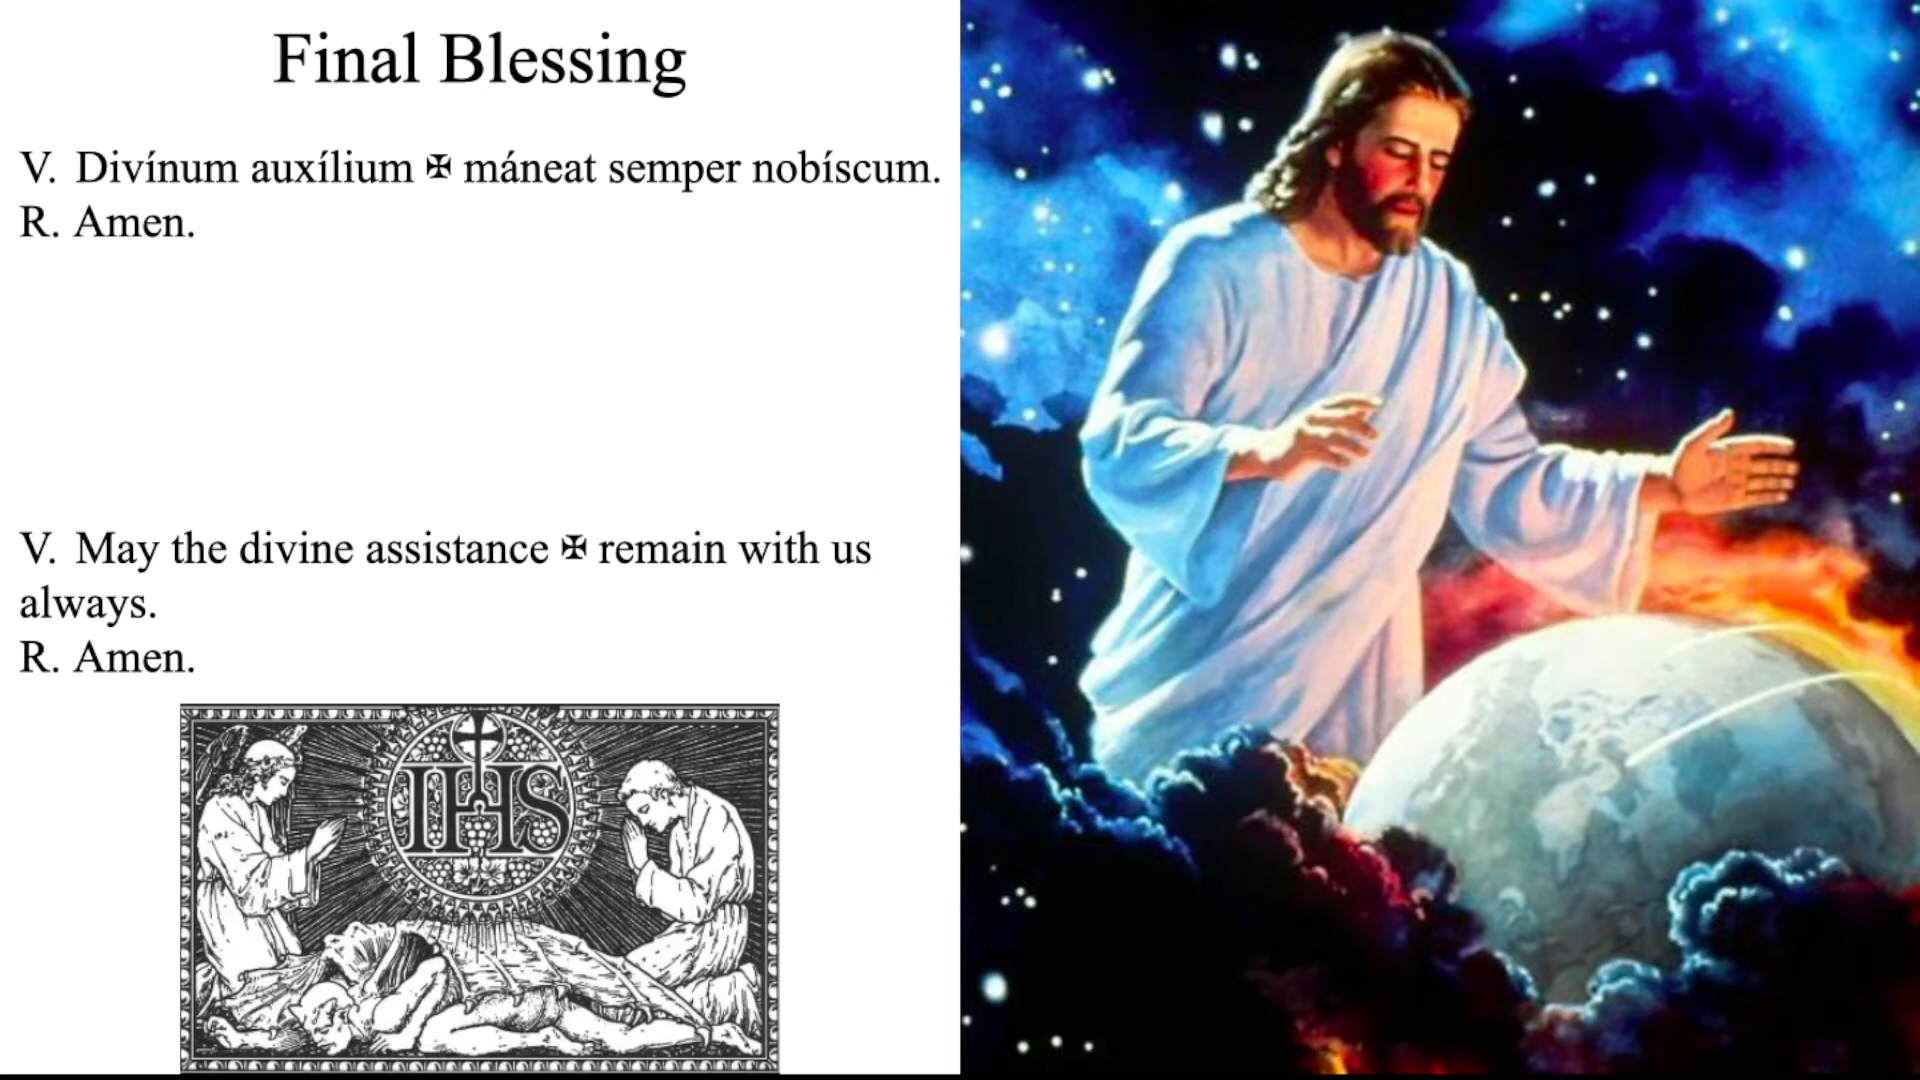 Final Blessing
V. Divínum auxílium ✠ máneat semper nobíscum.
R. Amen.
V. May the divine assistance ✠ remain with us
always.
R. Amen.
IHS